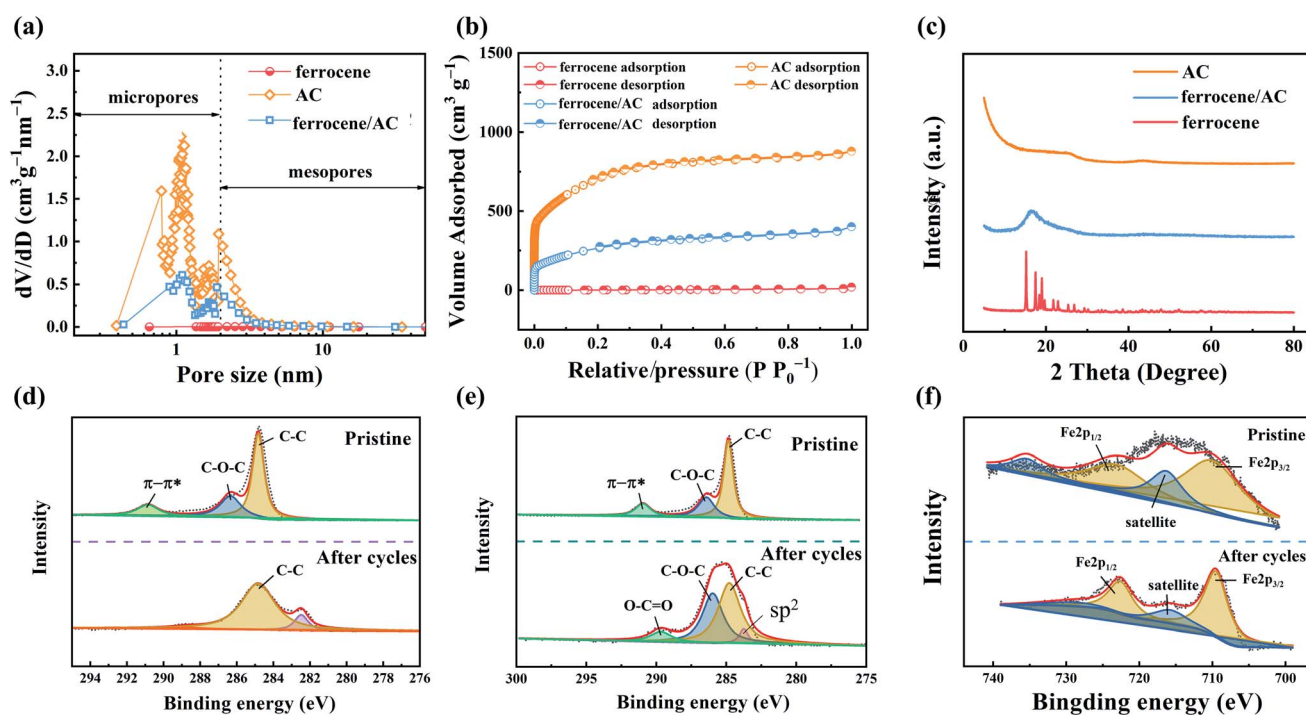 (a)
3.0
2.5
2.0
1.5
1.0
0.5
0.0
dV/dD (cm³g⁻¹nm⁻¹)
ferrocene
AC
ferrocene/AC
micropores
mesopores
1
10
Pore size (nm)
(b)
1500
1000
500
0
Volume Adsorbed (cm³ g⁻¹)
ferrocene adsorption
ferrocene desorption
ferrocene/AC adsorption
ferrocene/AC desorption
AC adsorption
AC desorption
0.0
0.2
0.4
0.6
0.8
1.0
Relative/pressure (P P₀⁻¹)
(c)
Intensity (a.u.)
AC
ferrocene/AC
ferrocene
0
20
40
60
80
2 Theta (Degree)
(d)
Intensity
Pristine
C-C
C-O-C
π−π*
After cycles
C-C
294
292
290
288
286
284
282
280
278
276
Binding energy (eV)
(e)
Intensity
Pristine
C-C
C-O-C
π−π*
After cycles
C-O-C
C-C
O-C=O
sp²
300
295
290
285
280
275
Binding energy (eV)
(f)
Intensity
Pristine
Fe2p₁/₂
Fe2p₃/₂
satellite
After cycles
Fe2p₁/₂
satellite
Fe2p₃/₂
740
730
720
710
700
Bingding energy (eV)